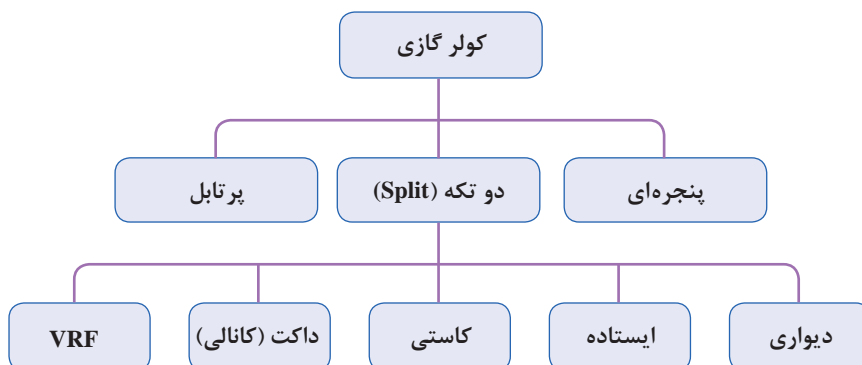 کولر گازی
پنجره‌ای
دو تکه (Split)
پرتابل
دیواری
ایستاده
کاستی
داکت (کانالی)
VRF